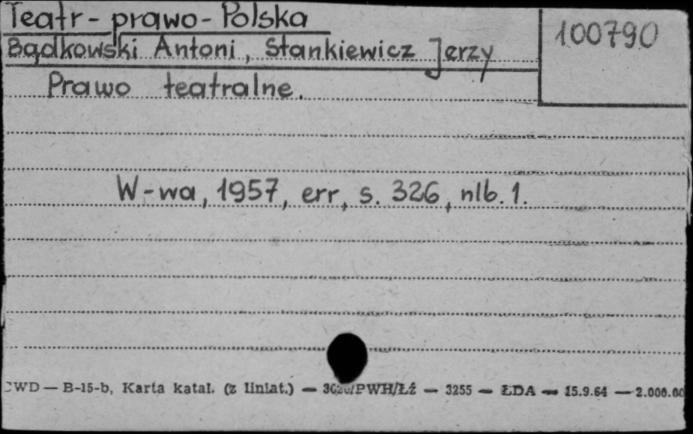 Teatr - prawo - Polska
100790
Bądkowski Antoni, Stankiewicz Jerzy
Prawo teatralne.
W-wa, 1957, err, s. 326, nlb. 1.
CWD — B-15-b, Karta katal. (z liniat.) — PWH/Łź — 3255 — ŁDA — 15.9.64 — 2.000.00